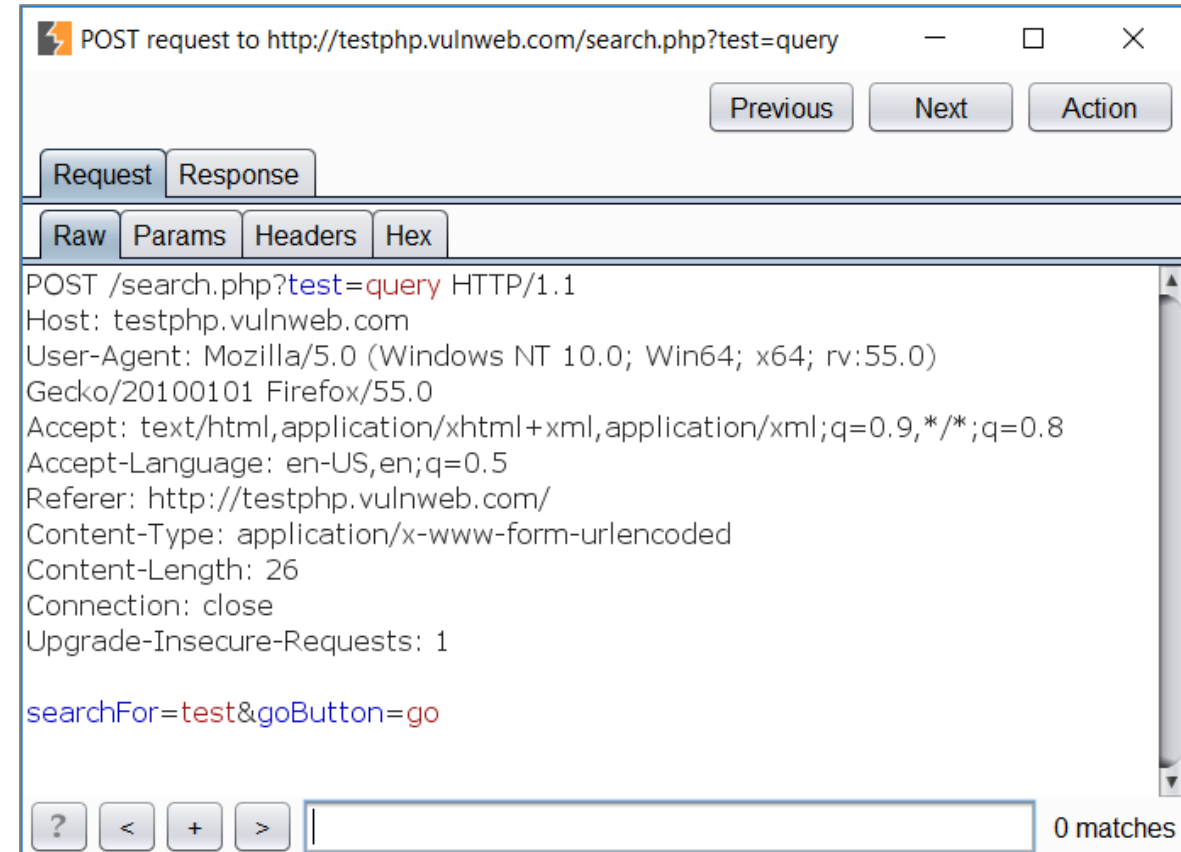 POST request to http://testphp.vulnweb.com/search.php?test=query
Previous Next Action
Request Response
Raw Params Headers Hex
POST /search.php?test=query HTTP/1.1
Host: testphp.vulnweb.com
User-Agent: Mozilla/5.0 (Windows NT 10.0; Win64; x64; rv:55.0)
Gecko/20100101 Firefox/55.0
Accept: text/html,application/xhtml+xml,application/xml;q=0.9,*/*;q=0.8
Accept-Language: en-US,en;q=0.5
Referer: http://testphp.vulnweb.com/
Content-Type: application/x-www-form-urlencoded
Content-Length: 26
Connection: close
Upgrade-Insecure-Requests: 1
searchFor=test&goButton=go
? < + > 0 matches